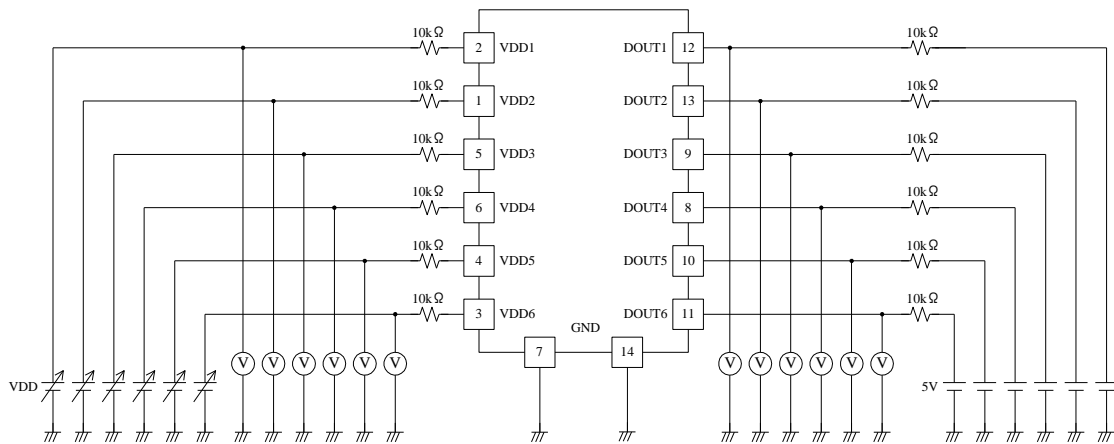 10kΩ 2 VDD1 DOUT1 12 10kΩ
10kΩ 1 VDD2 DOUT2 13 10kΩ
10kΩ 5 VDD3 DOUT3 9 10kΩ
10kΩ 6 VDD4 DOUT4 8 10kΩ
10kΩ 4 VDD5 DOUT5 10 10kΩ
10kΩ 3 VDD6 DOUT6 11 10kΩ
GND
7 14
V V V V V V V V V V V V
VDD 5V